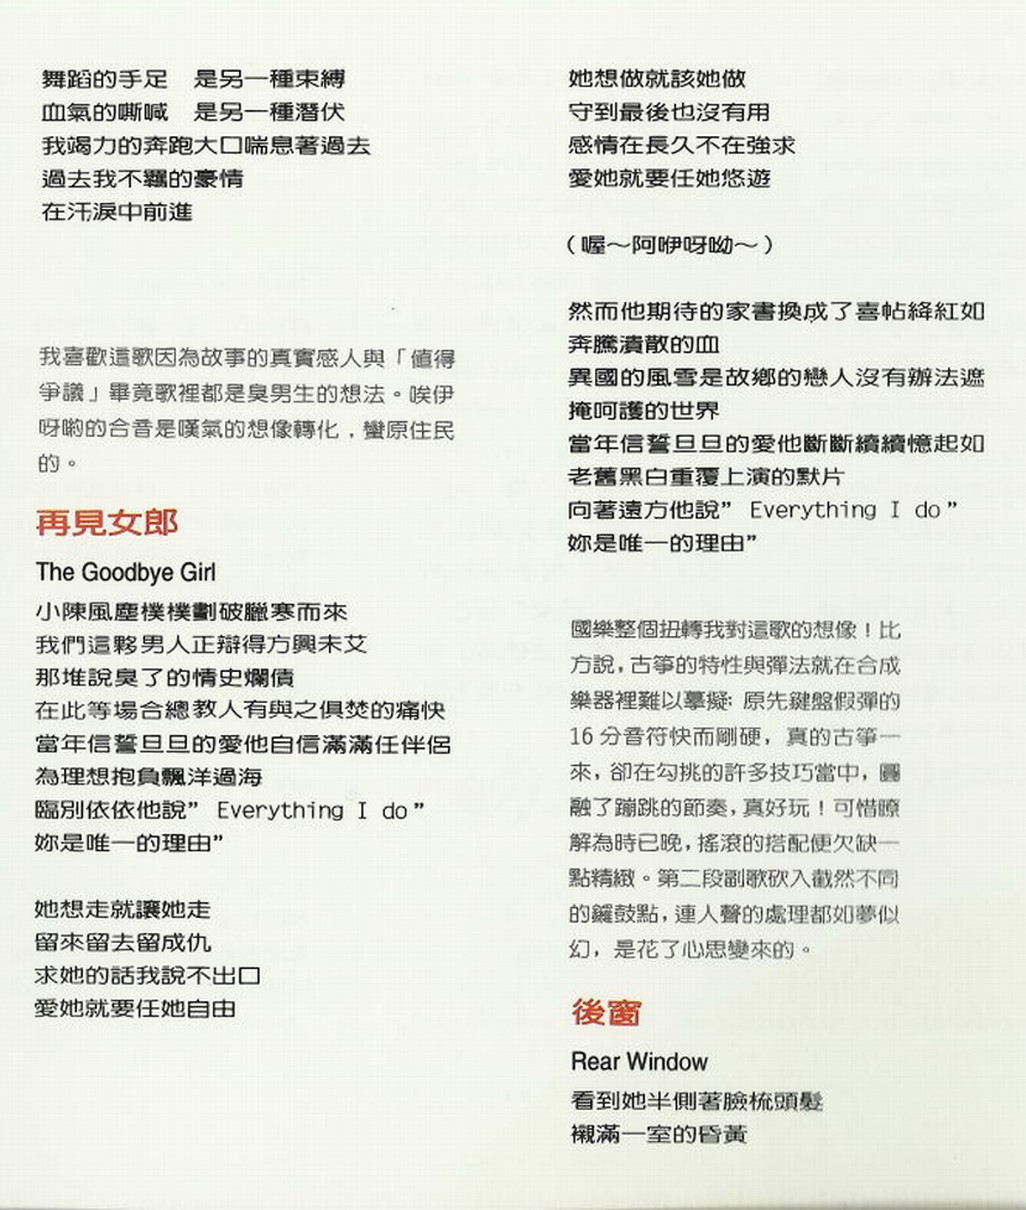 舞蹈的手足　是另一種束縛
血氣的嘶喊　是另一種潛伏
我竭力的奔跑大口喘息著過去
過去我不羈的豪情
在汗淚中前進
我喜歡這歌因為故事的真實感人與「值得
爭議」畢竟歌裡都是臭男生的想法。唉伊
呀喲的合音是嘆氣的想像轉化，蠻原住民
的。
再見女郎
The Goodbye Girl
小陳風塵樸樸劃破臘寒而來
我們這夥男人正辯得方興未艾
那堆說臭了的情史爛債
在此等場合總教人有與之俱焚的痛快
當年信誓旦旦的愛他自信滿滿任伴侶
為理想抱負飄洋過海
臨別依依他說” Everything I do ”
妳是唯一的理由”
她想走就讓她走
留來留去留成仇
求她的話我說不出口
愛她就要任她自由
她想做就該她做
守到最後也沒有用
感情在長久不在強求
愛她就要任她悠遊
（喔～阿咿呀呦～）
然而他期待的家書換成了喜帖絳紅如
奔騰潰散的血
異國的風雪是故鄉的戀人沒有辦法遮
掩呵護的世界
當年信誓旦旦的愛他斷斷續續憶起如
老舊黑白重覆上演的默片
向著遠方他說” Everything I do ”
妳是唯一的理由”
國樂整個扭轉我對這歌的想像！比
方說，古箏的特性與彈法就在合成
樂器裡難以摹擬；原先鍵盤假彈的
16 分音符快而剛硬，真的古箏一
來，卻在勾挑的許多技巧當中，圓
融了蹦跳的節奏，真好玩！可惜瞭
解為時已晚，搖滾的搭配便欠缺一
點精緻。第二段副歌砍入截然不同
的鑼鼓點，連人聲的處理都如夢似
幻，是花了心思變來的。
後窗
Rear Window
看到她半側著臉梳頭髮
襯滿一室的昏黃